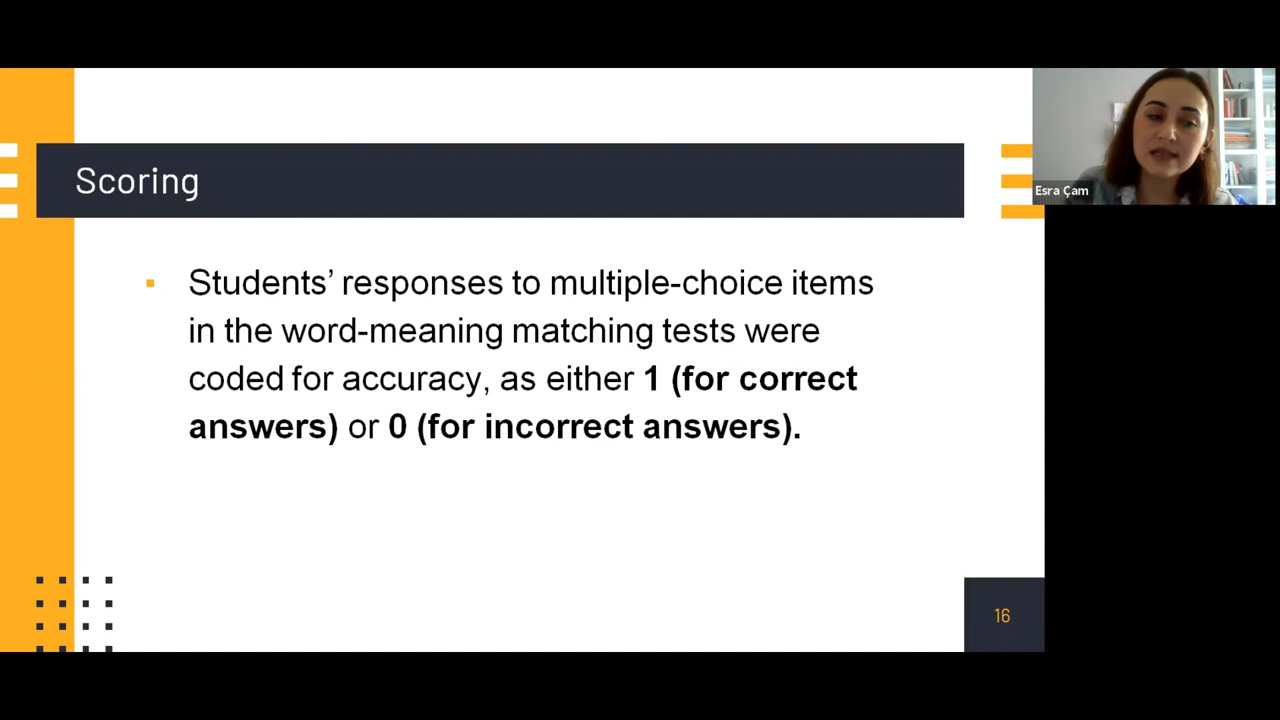 Scoring
Esra Çam
▪ Students’ responses to multiple-choice items
in the word-meaning matching tests were
coded for accuracy, as either 1 (for correct
answers) or 0 (for incorrect answers).
16